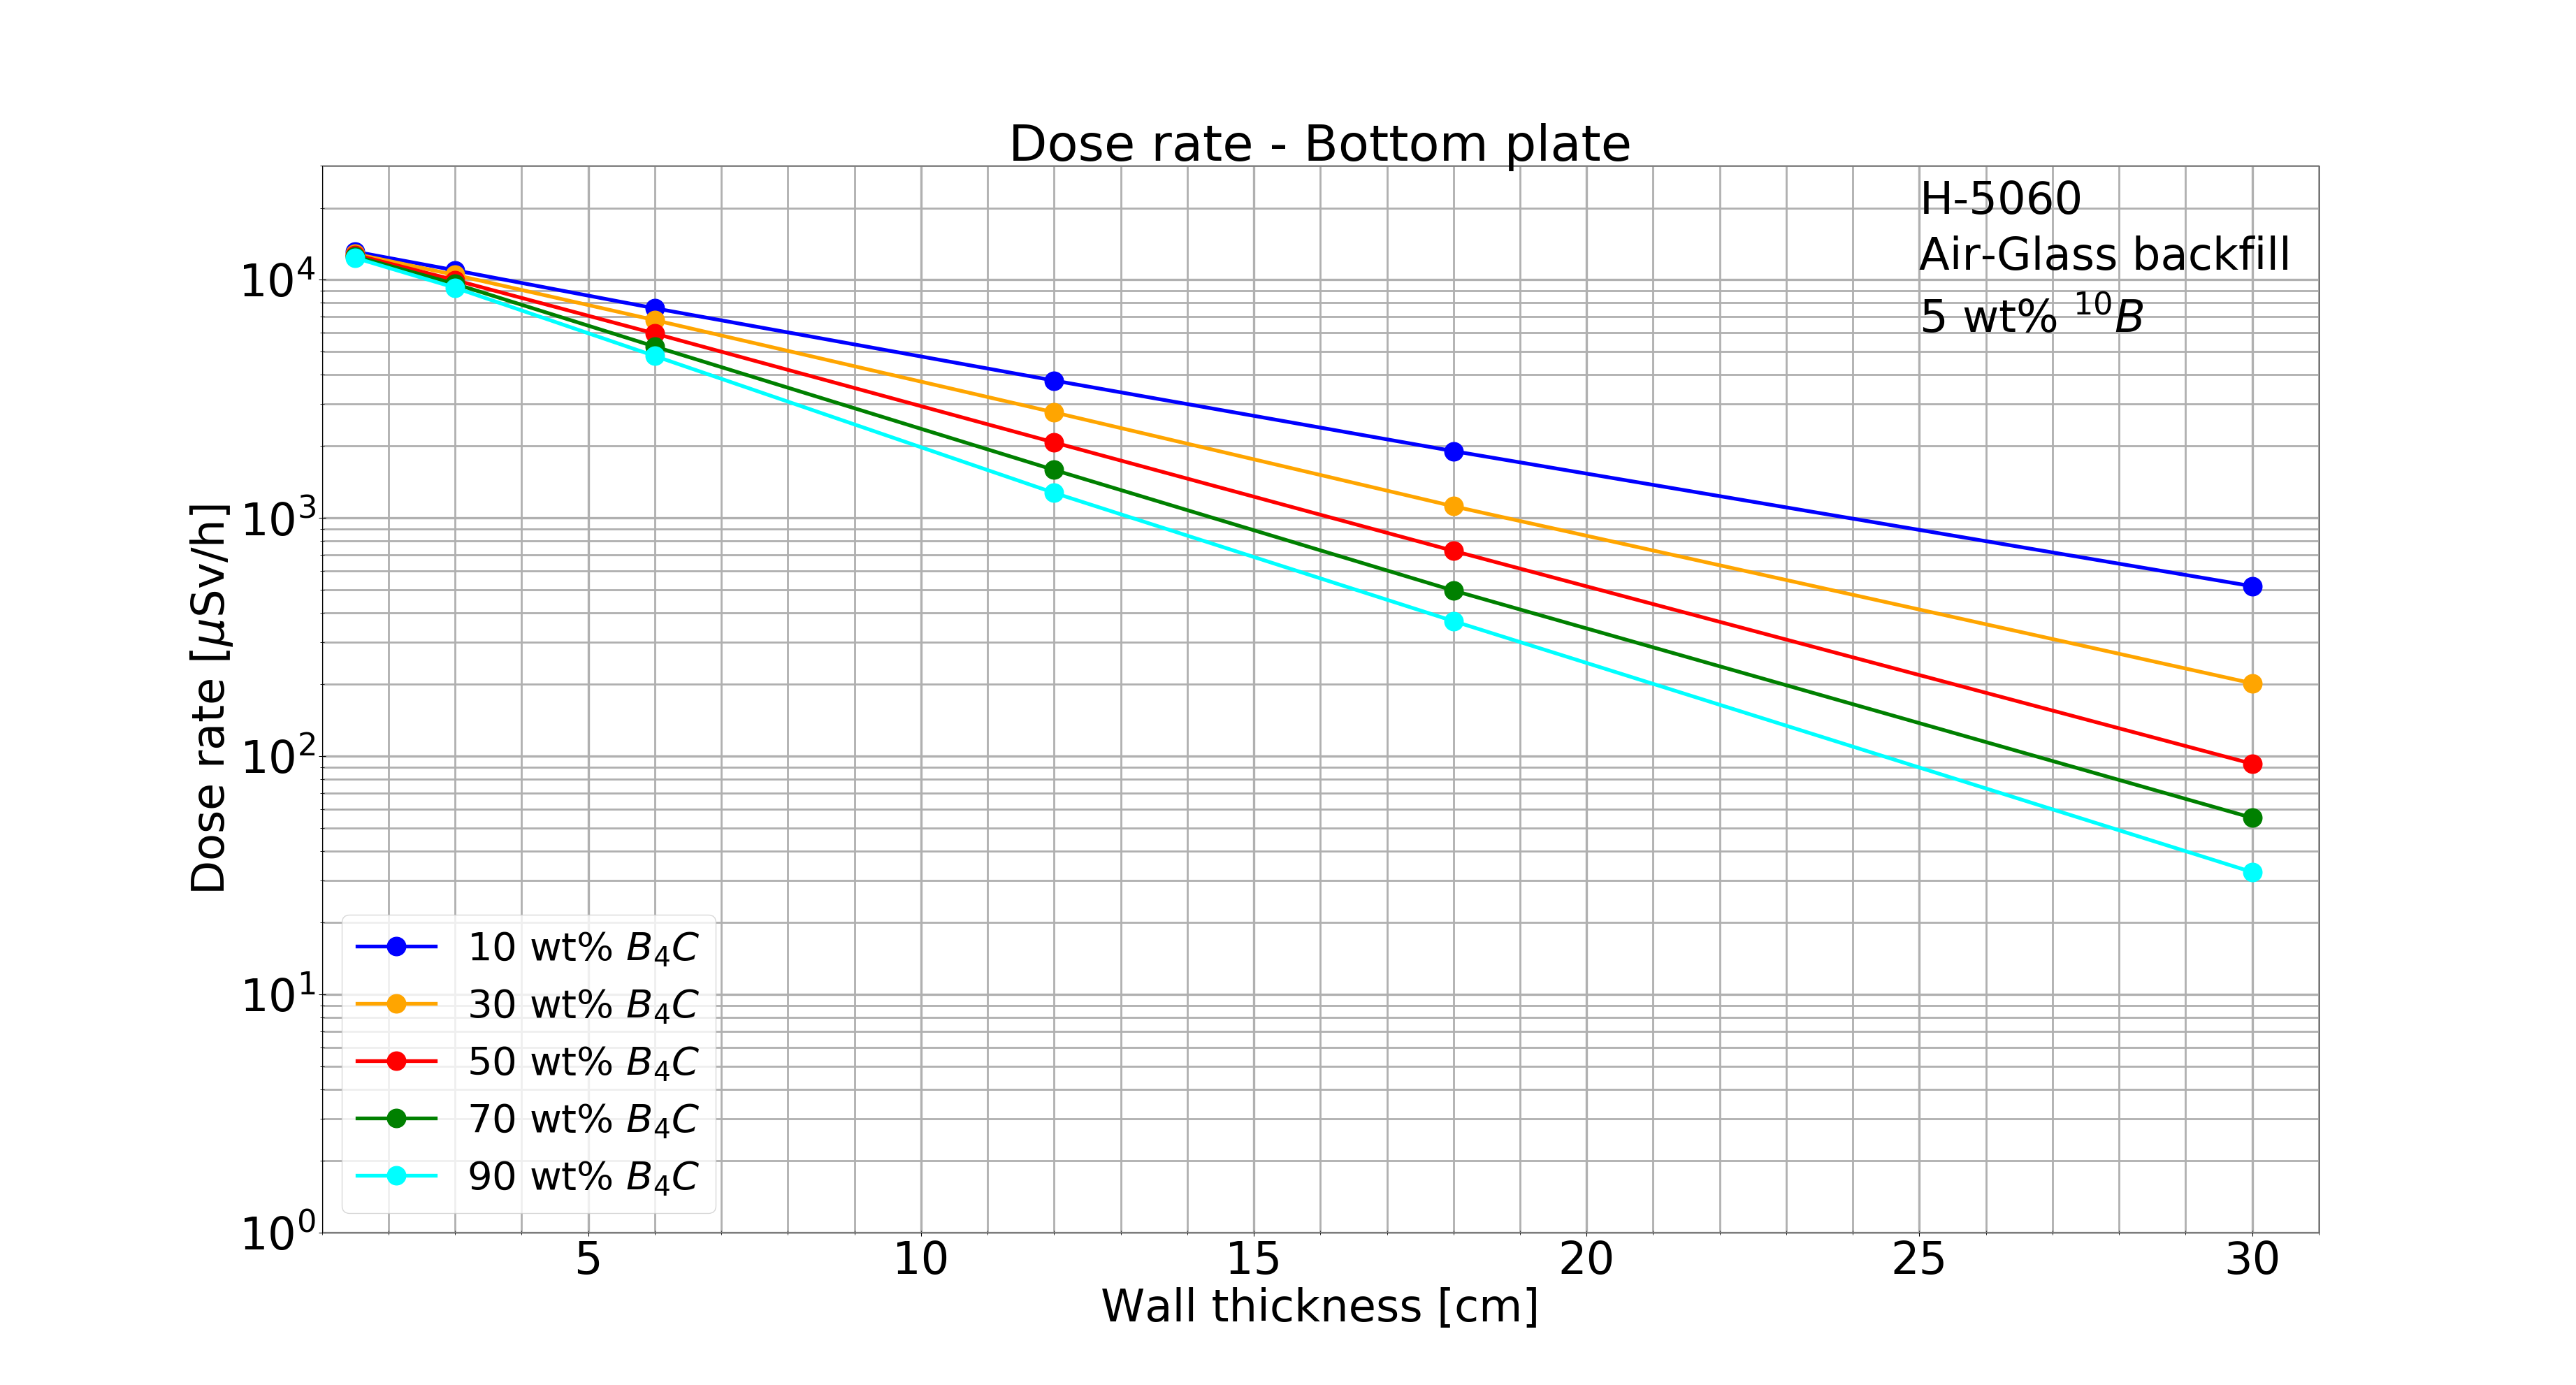 Dose rate - Bottom plate
H-5060
Air-Glass backfill
5 wt% ¹⁰B
Dose rate [μSv/h]
10⁴
10³
10²
10¹
10⁰
10 wt% B₄C
30 wt% B₄C
50 wt% B₄C
70 wt% B₄C
90 wt% B₄C
5 10 15 20 25 30
Wall thickness [cm]